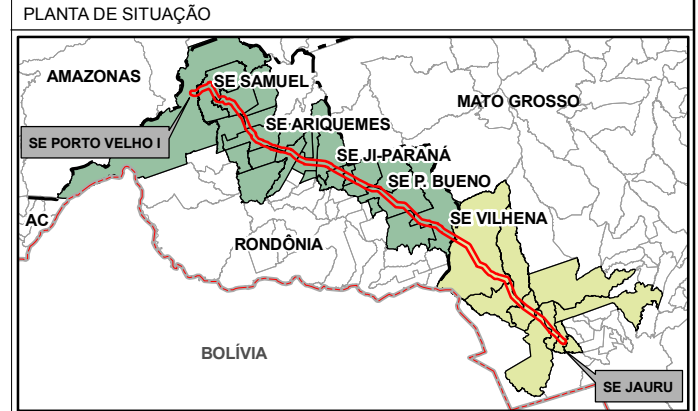 PLANTA DE SITUAÇÃO
AMAZONAS
SE SAMUEL
MATO GROSSO
SE ARIQUEMES
SE PORTO VELHO I
SE JI-PARANÁ
SE P. BUENO
AC
SE VILHENA
RONDÔNIA
BOLÍVIA
SE JAURU